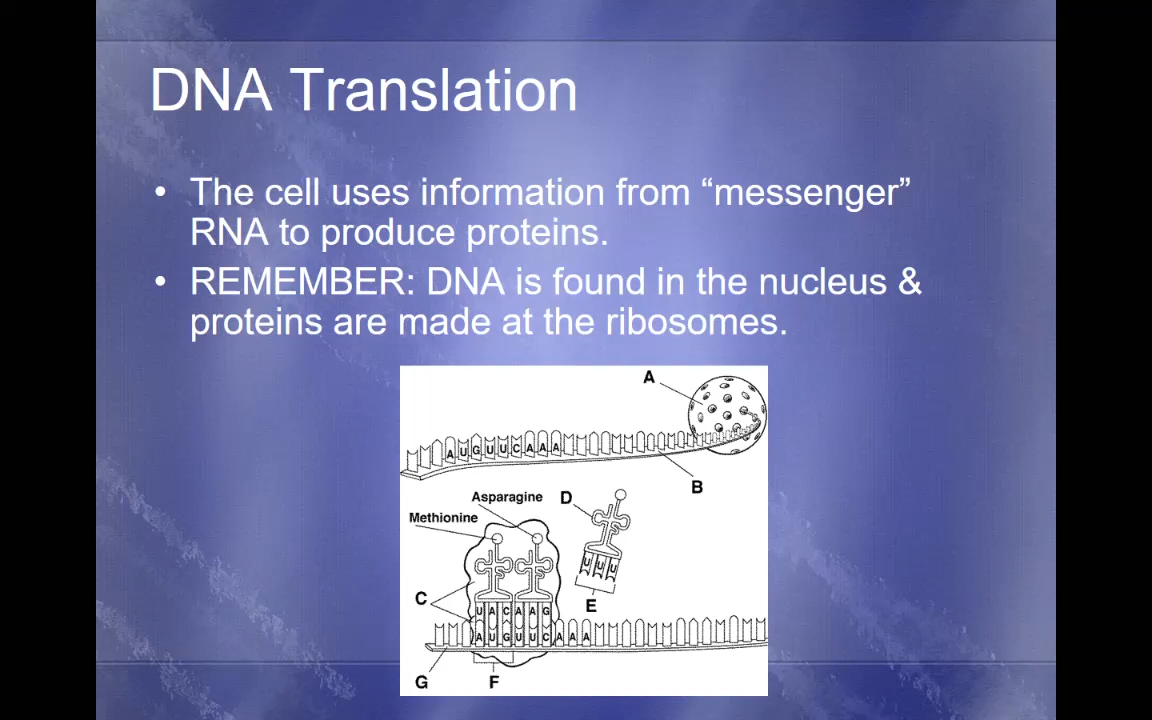 DNA Translation
• The cell uses information from “messenger”
RNA to produce proteins.
• REMEMBER: DNA is found in the nucleus &
proteins are made at the ribosomes.
A
AUGUUCAAA
B
Asparagine D
Methionine
UUU
E
C
UACAAG
AUGUUCAAA
G F